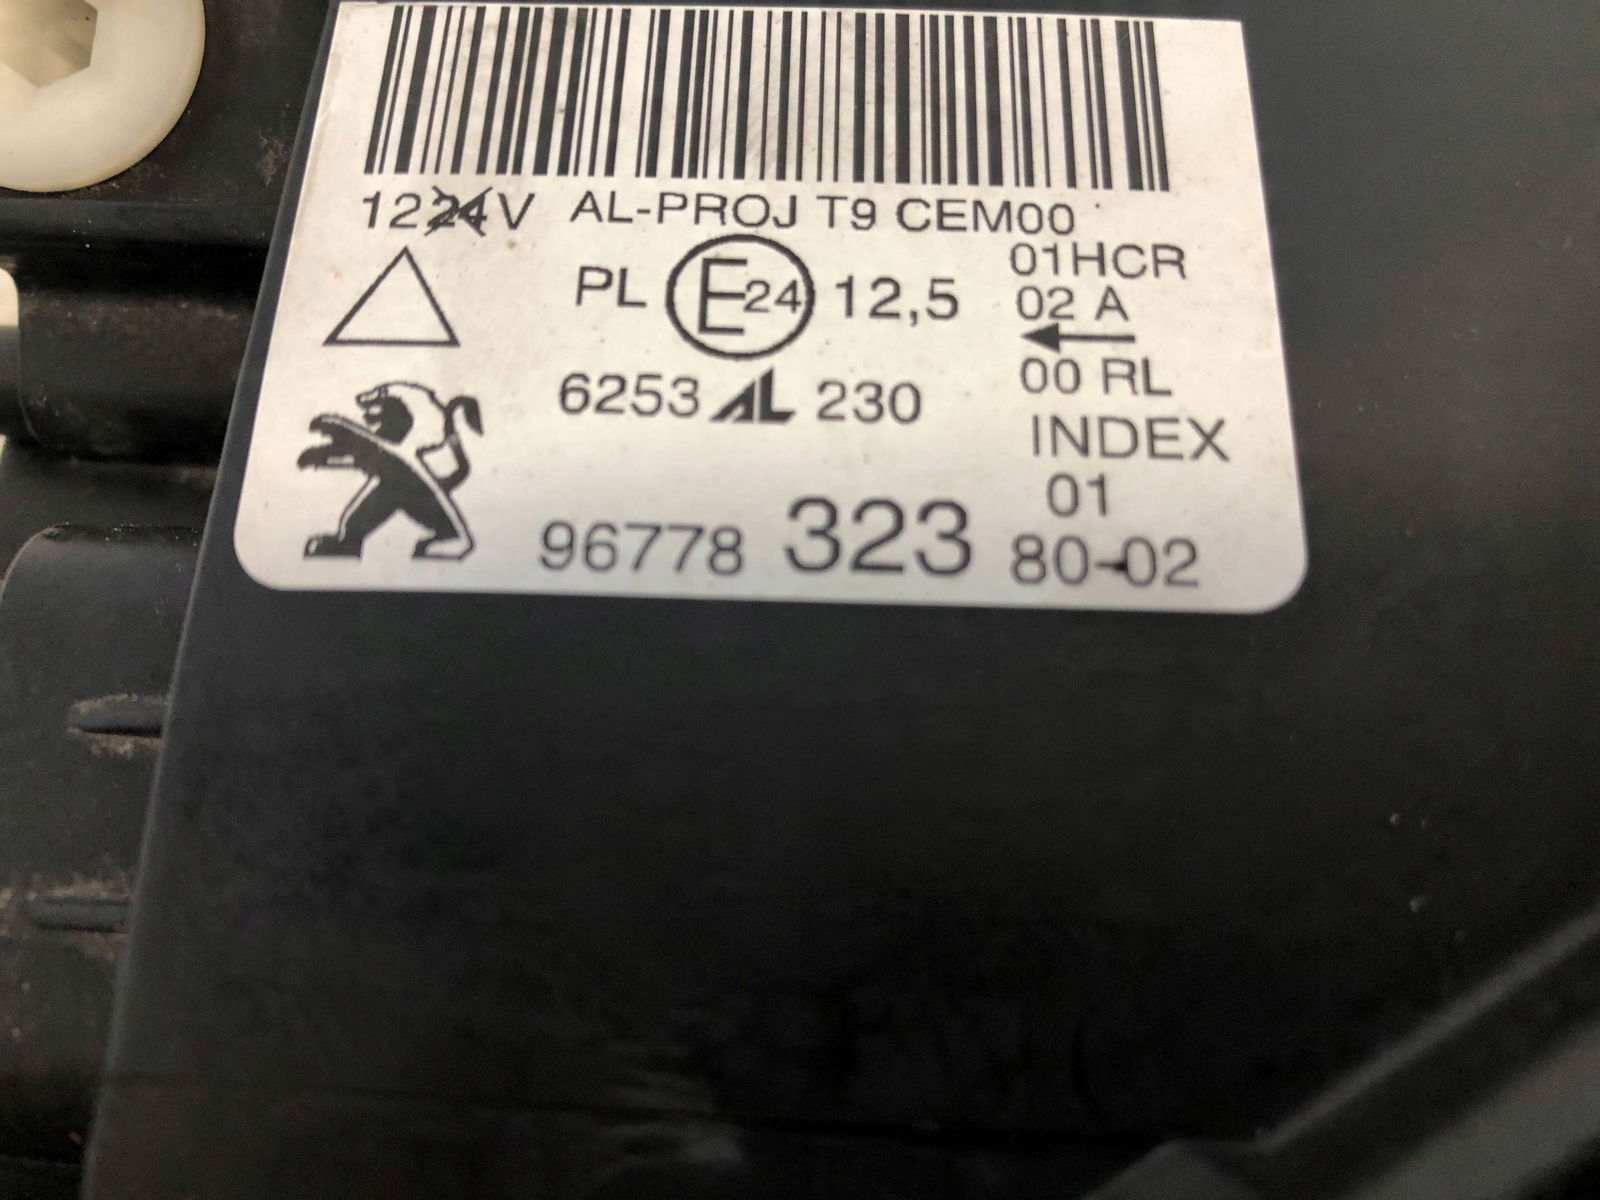 1224V AL-PROJ T9 CEM00
01HCR
PL E24 12,5 02 A
00 RL
6253 AL 230
INDEX
01
96778 323 80-02